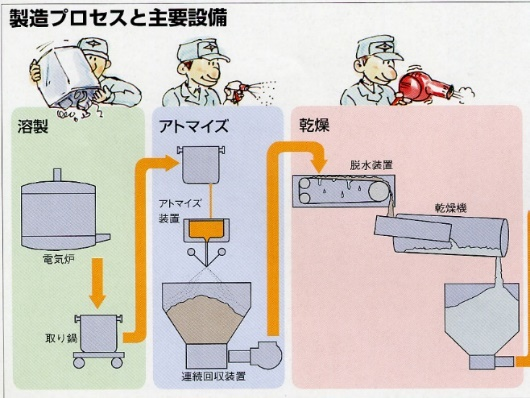 製造プロセスと主要設備
溶製
アトマイズ
乾燥
電気炉
取り鍋
アトマイズ
装置
連続回収装置
脱水装置
乾燥機